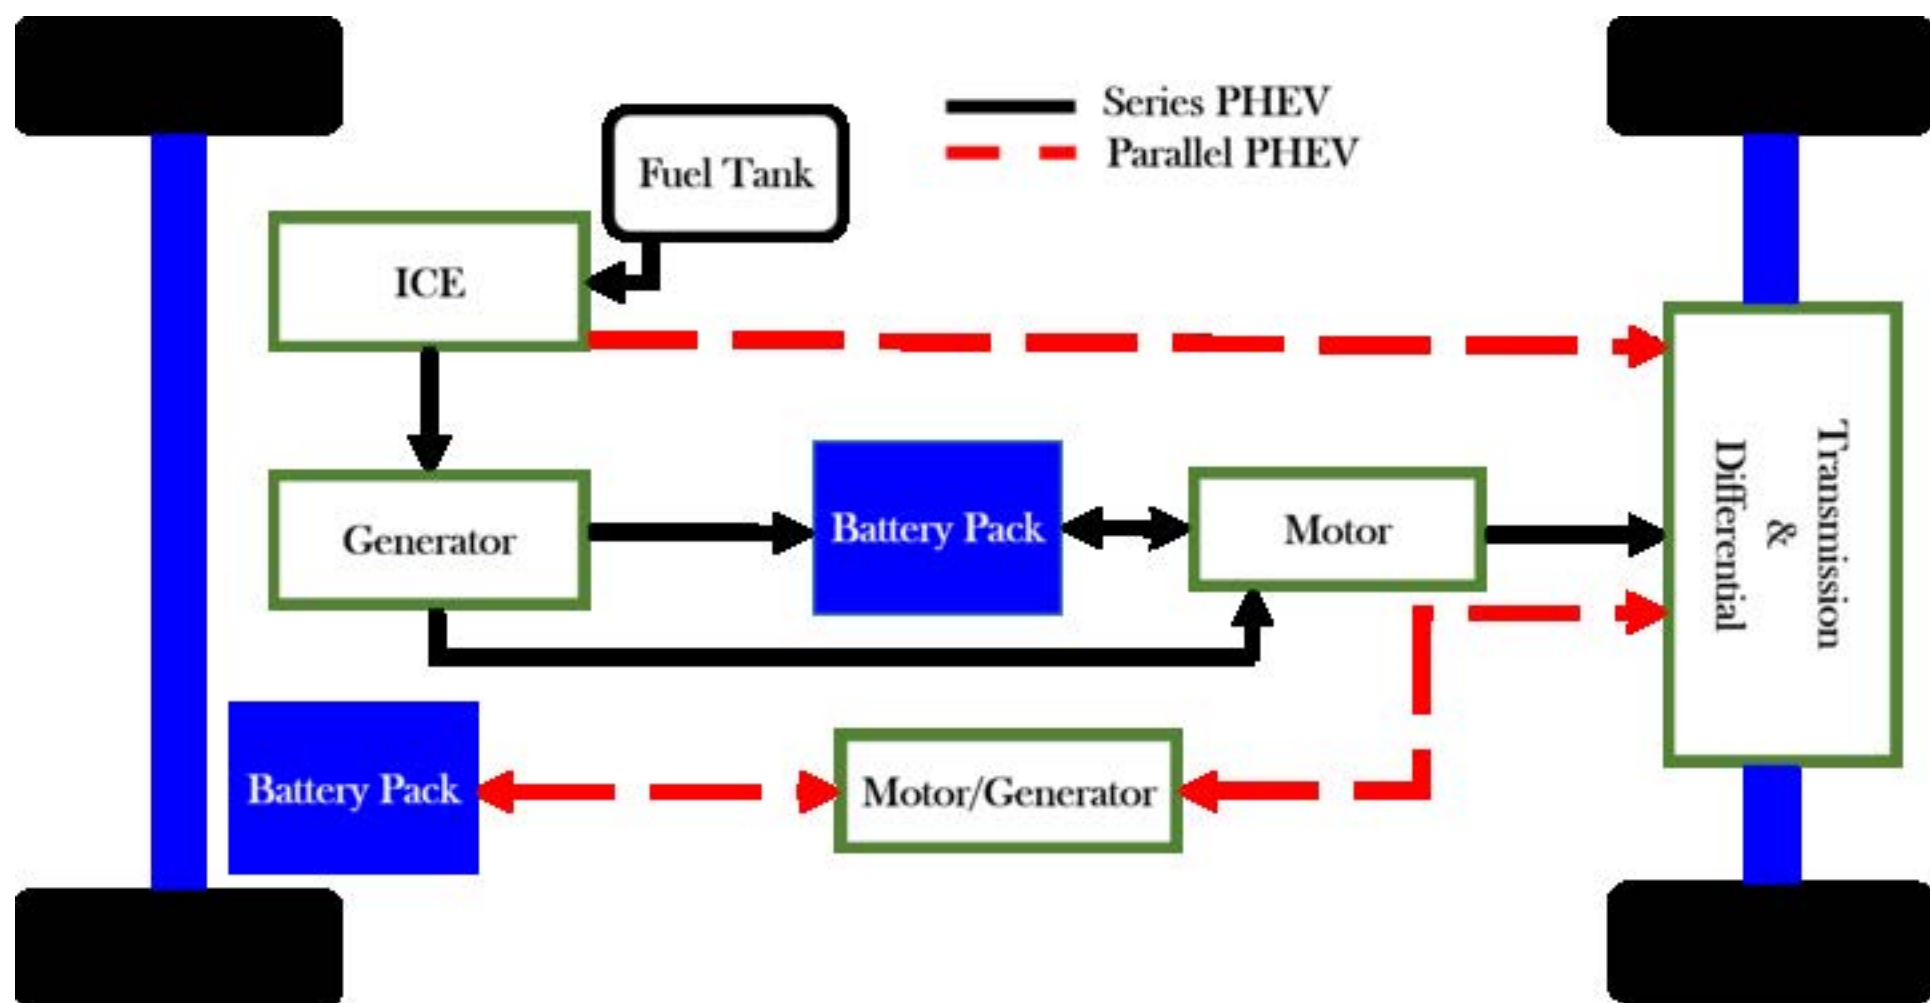 Series PHEV
Parallel PHEV
Fuel Tank
ICE
Generator
Battery Pack
Motor
Transmission
&
Differential
Battery Pack
Motor/Generator